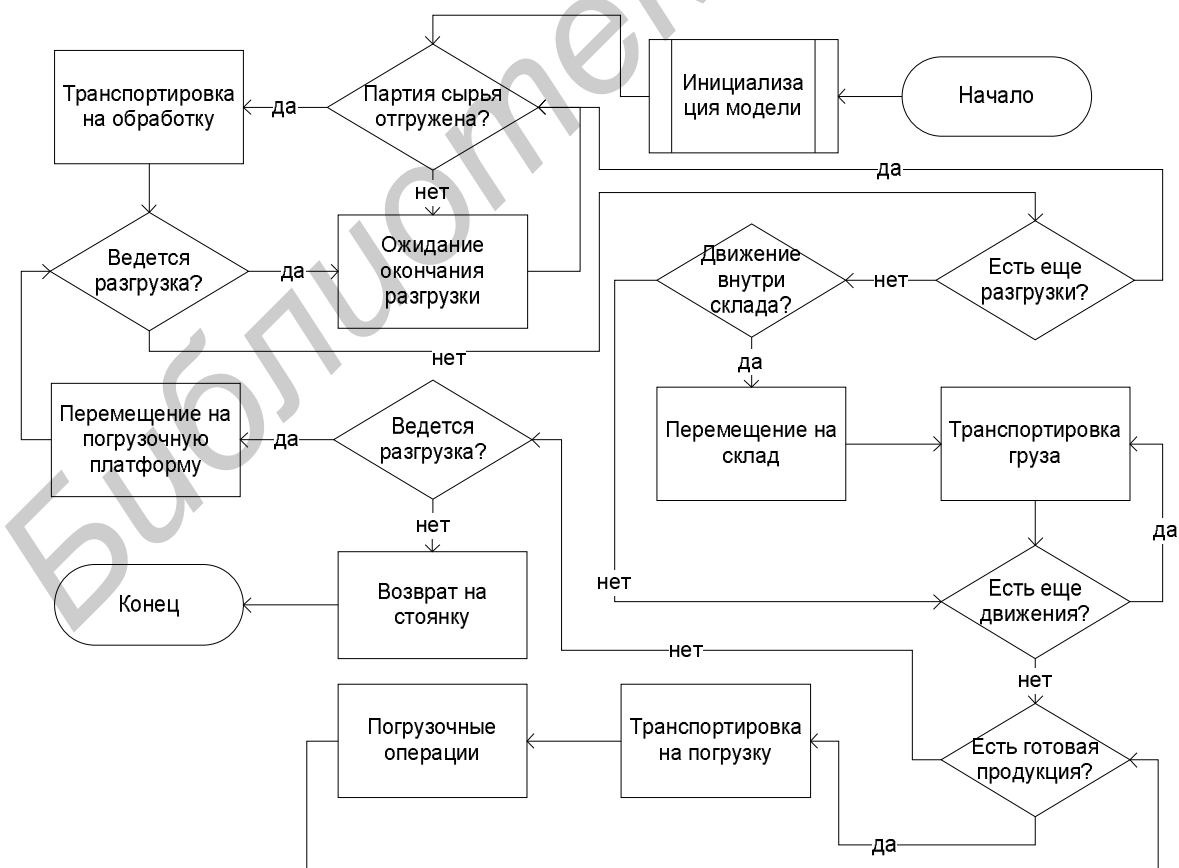 Библиотек
Транспортировка
на обработку
да
Партия сырья
отгружена?
Инициализа
ция модели
Начало
да
нет
Ведется
разгрузка?
да
Ожидание
окончания
разгрузки
Движение
внутри
склада?
нет
Есть еще
разгрузки?
нет
да
Перемещение на
погрузочную
платформу
да
Ведется
разгрузка?
Перемещение на
склад
Транспортировка
груза
да
нет
нет
Конец
Возврат на
стоянку
Есть еще
движения?
нет
нет
Погрузочные
операции
Транспортировка
на погрузку
Есть готовая
продукция?
да